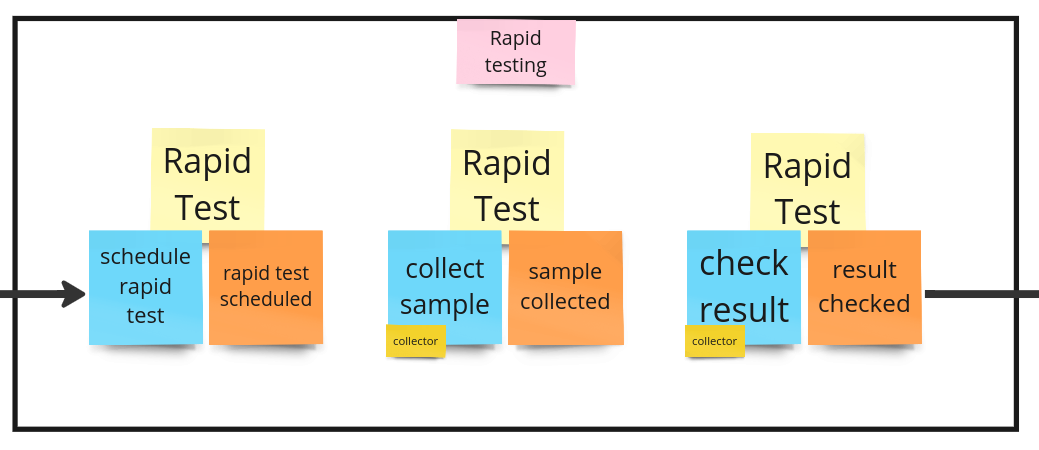 Rapid
testing
Rapid
Test
schedule
rapid
test
rapid test
scheduled
Rapid
Test
collect
sample
collector
sample
collected
Rapid
Test
check
result
collector
result
checked